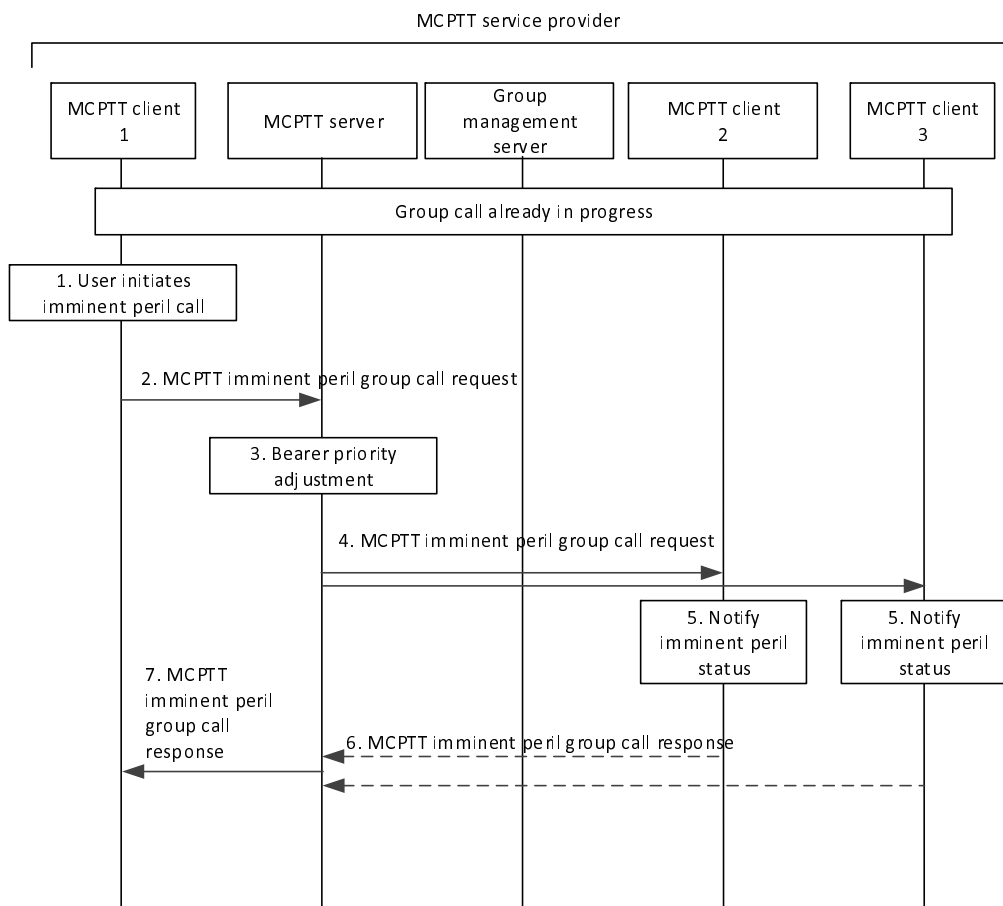 MCPTT service provider
MCPTT client
1
MCPTT server
Group
management
server
MCPTT client
2
MCPTT client
3
Group call already in progress
1. User initiates
imminent peril call
2. MCPTT imminent peril group call request
3. Bearer priority
adjustment
4. MCPTT imminent peril group call request
5. Notify
imminent peril
status
5. Notify
imminent peril
status
7. MCPTT
imminent peril
group call
response
6. MCPTT imminent peril group call response